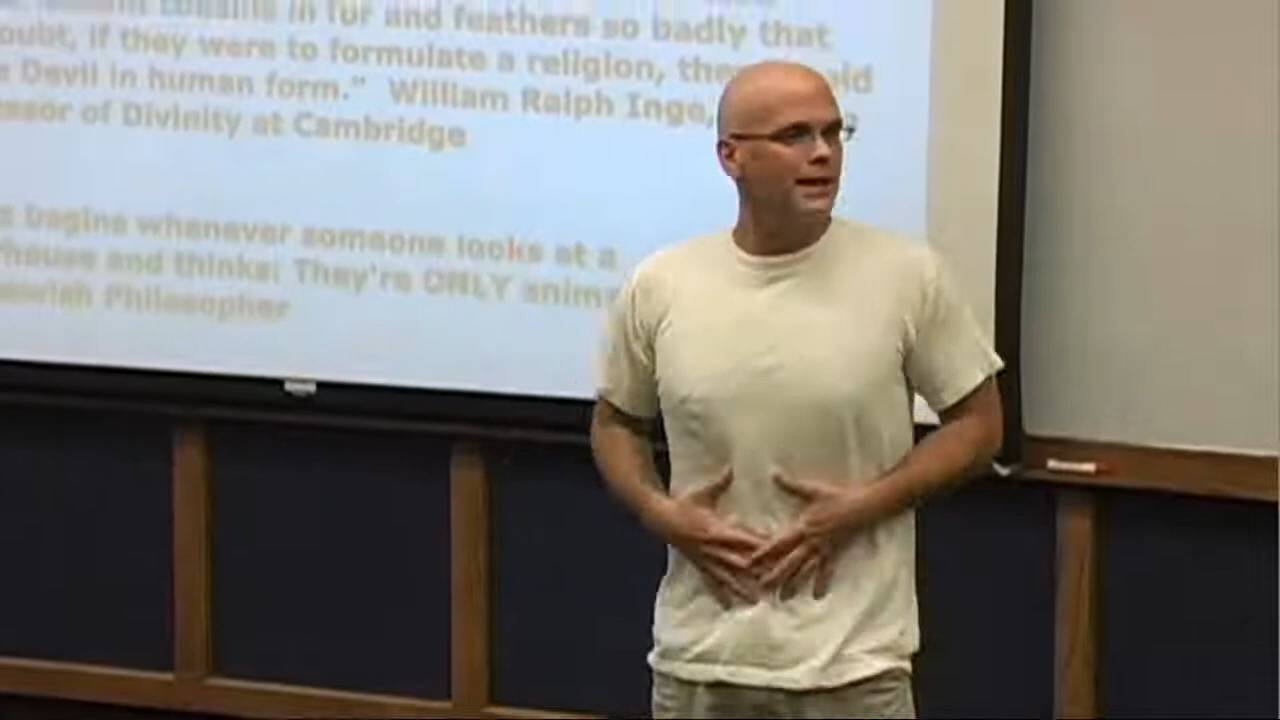 in fur and feathers so badly that
oubt, if they were to formulate a religion,
Devil in human form." William Ralph Inge,
ssor of Divinity at Cambridge
begins whenever someone looks at a
house and thinks: They're ONLY anim
ewish Philosopher